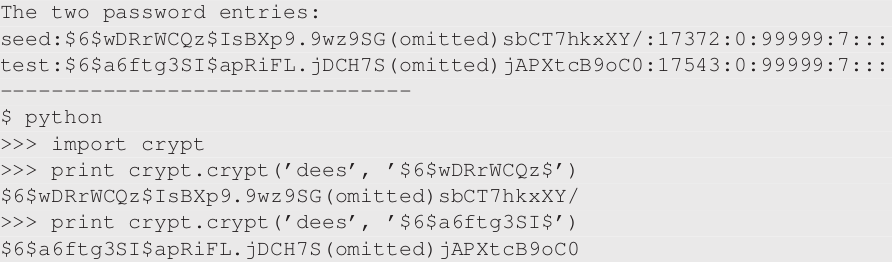 The two password entries:
seed:$6$wDRrWCQz$IsBXp9.9wz9SG(omitted)sbCT7hkxXY/:17372:0:99999:7:::
test:$6$a6ftg3SI$apRiFL.jDCH7S(omitted)jAPXtcB9oC0:17543:0:99999:7:::
--------------------------------
$ python
>>> import crypt
>>> print crypt.crypt(’dees’, ’$6$wDRrWCQz$’)
$6$wDRrWCQz$IsBXp9.9wz9SG(omitted)sbCT7hkxXY/
>>> print crypt.crypt(’dees’, ’$6$a6ftg3SI$’)
$6$a6ftg3SI$apRiFL.jDCH7S(omitted)jAPXtcB9oC0